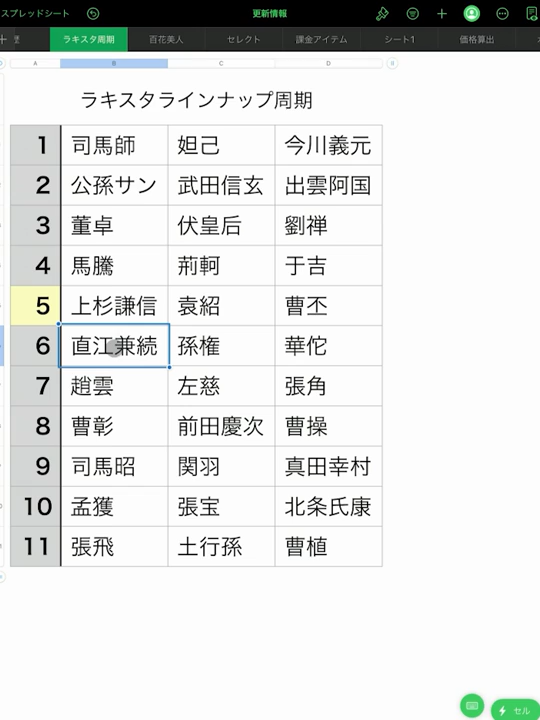 スプレッドシート
更新情報
ラキスタ周期
百花美人
セレクト
課金アイテム
シート1
価格算出
A B C D
ラキスタラインナップ周期
1 司馬師 妲己 今川義元
2 公孫サン 武田信玄 出雲阿国
3 董卓 伏皇后 劉禅
4 馬騰 荊軻 于吉
5 上杉謙信 袁紹 曹丕
6 直江兼続 孫権 華佗
7 趙雲 左慈 張角
8 曹彰 前田慶次 曹操
9 司馬昭 関羽 真田幸村
10 孟獲 張宝 北条氏康
11 張飛 土行孫 曹植
セル